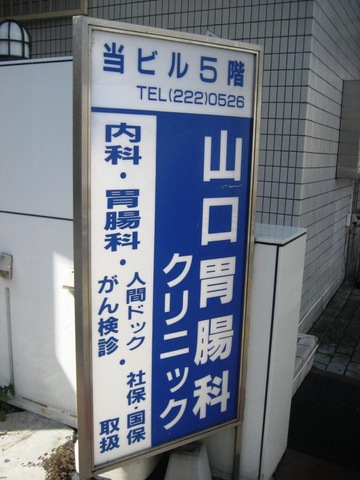 当ビル5階
TEL(222)0526
山口胃腸科
クリニック
内科・胃腸科・
人間ドック・社保・国保
がん検診・取扱